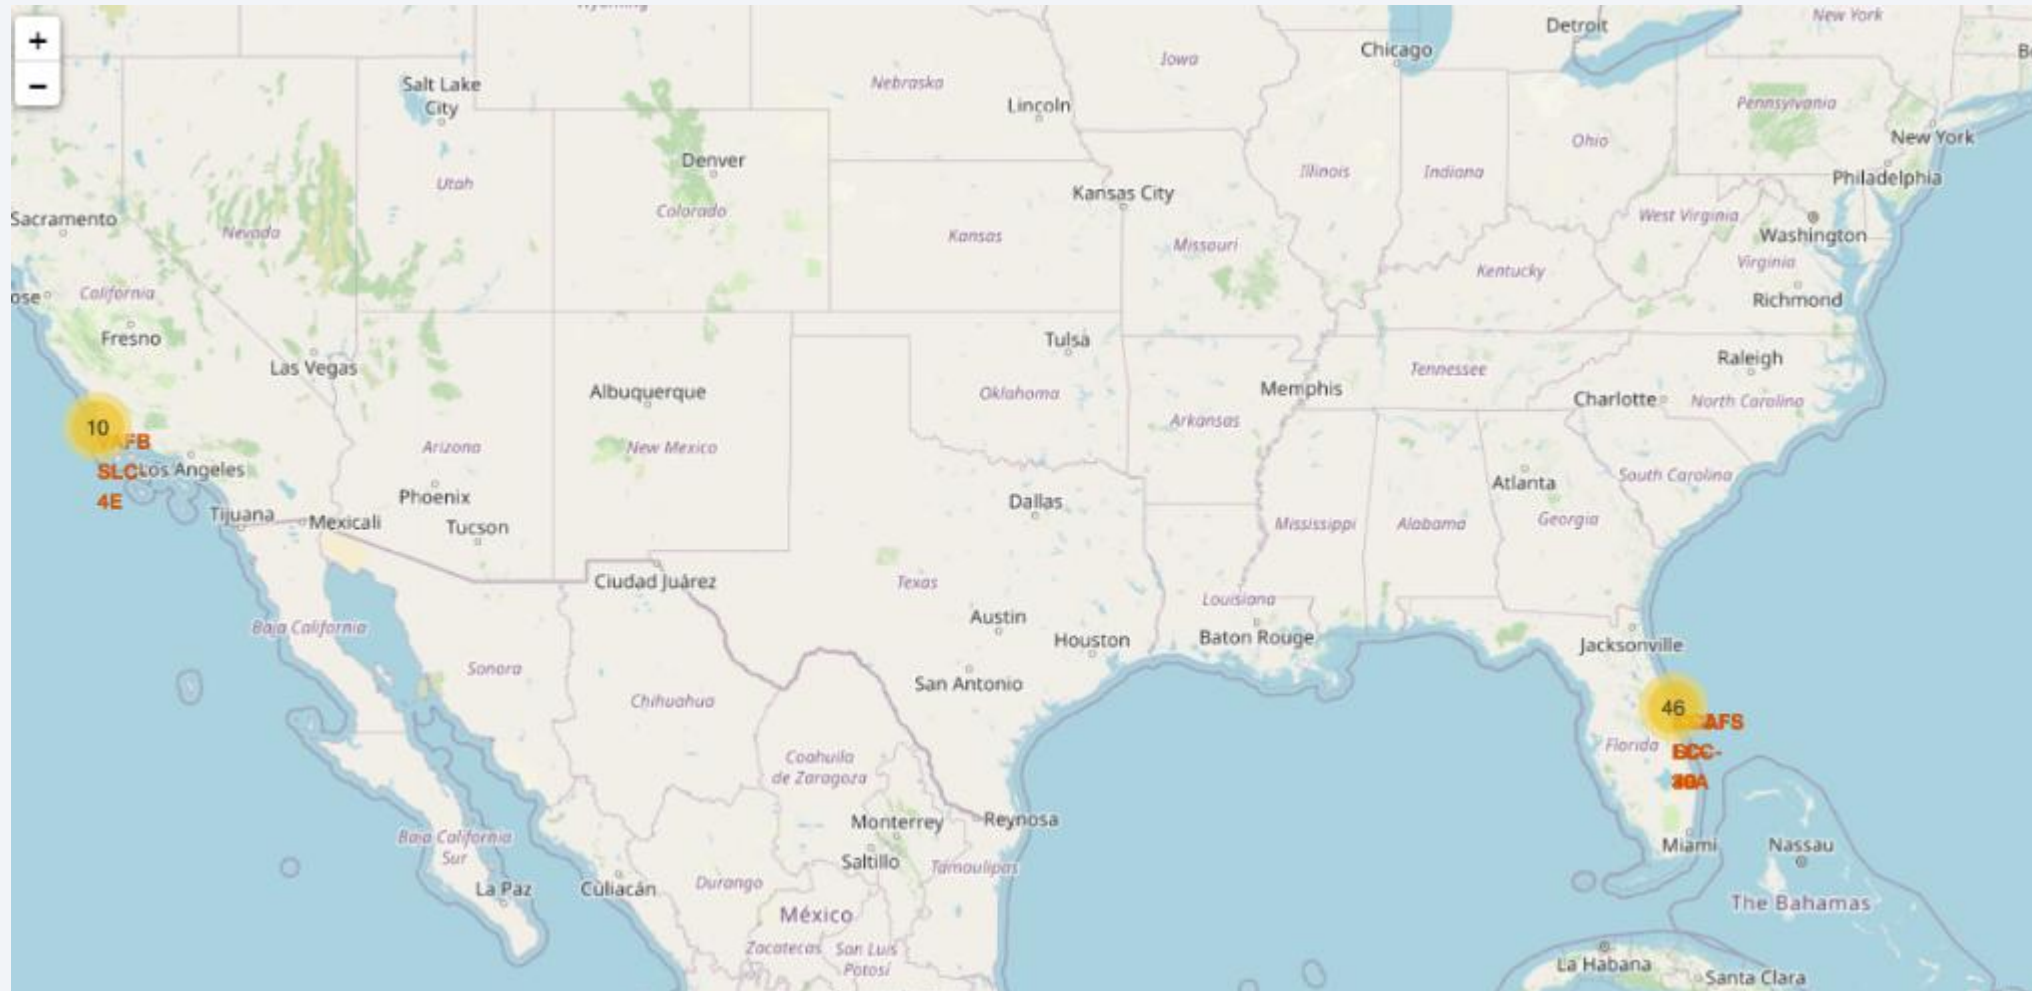 Wyoming
Detroit
New York
+
Chicago
Iowa
−
Salt Lake
City
Nebraska
Lincoln
Pennsylvania
New York
Ohio
Denver
Illinois
Indiana
Philadelphia
Utah
Kansas City
Colorado
West Virginia
Sacramento
Nevada
Kansas
Missouri
Washington
Virginia
Kentucky
ose
California
Richmond
Fresno
Tulsa
Las Vegas
Raleigh
Tennessee
Albuquerque
Oklahoma
Memphis
Charlotte
North Carolina
10
Arkansas
VAFB
Arizona
New Mexico
SLC-
Los Angeles
South Carolina
4E
Phoenix
Dallas
Atlanta
Tijuana
Mexicali
Tucson
Mississippi
Alabama
Georgia
Ciudad Juárez
Texas
Louisiana
Baja California
Austin
Houston
Baton Rouge
Jacksonville
Sonora
San Antonio
Chihuahua
46
AFS
Florida
Coahuila
de Zaragoza
Monterrey
Reynosa
Baja California
Sur
Saltillo
Tamaulipas
Miami
Nassau
La Paz
Culiacán
Durango
The Bahamas
México
Zacatecas
San Luis
Potosí
La Habana
Santa Clara